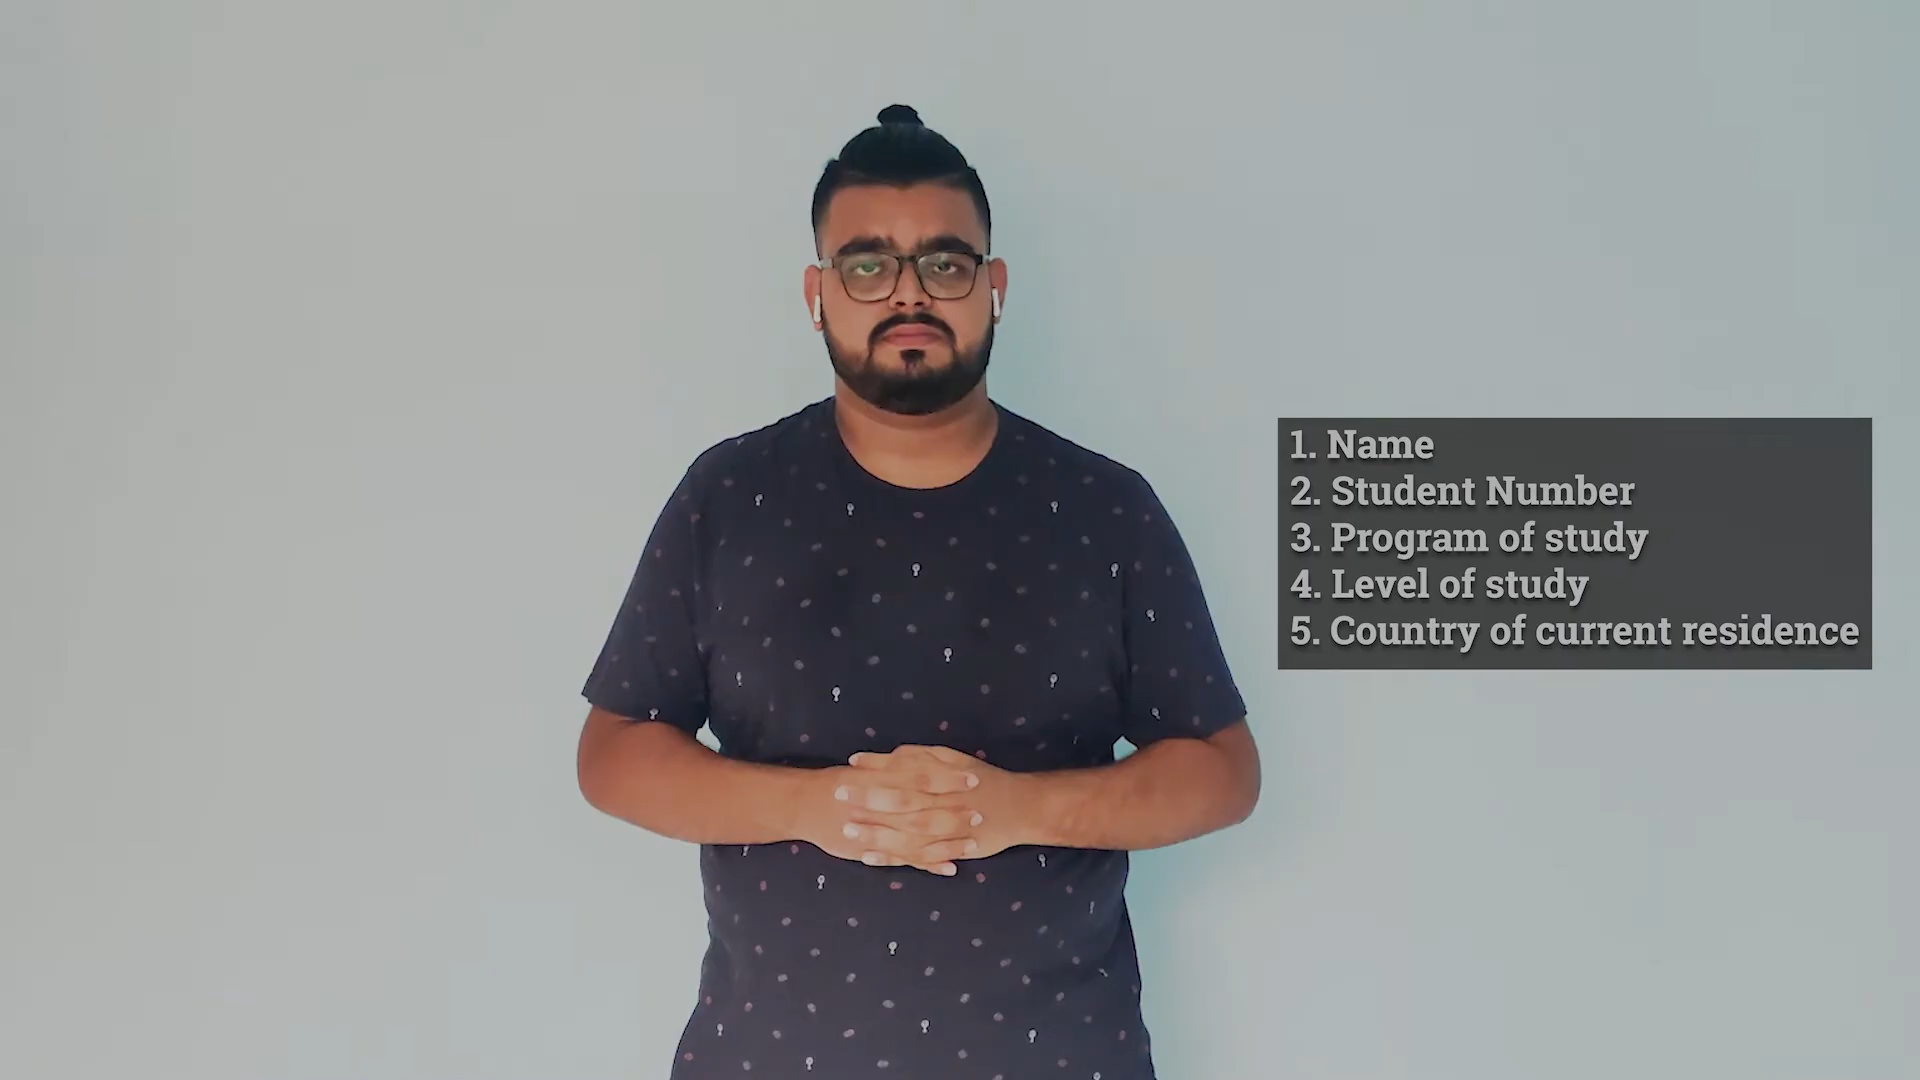 1. Name
2. Student Number
3. Program of study
4. Level of study
5. Country of current residence